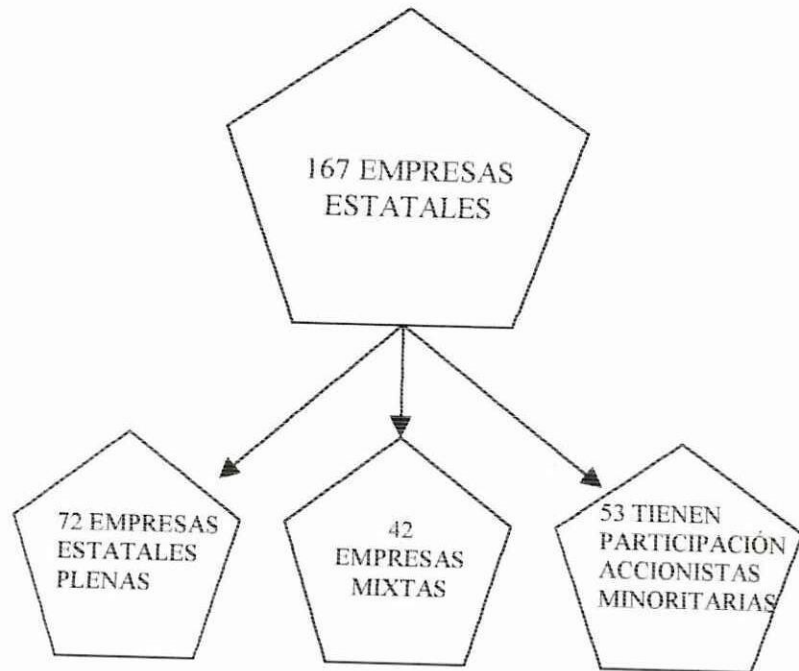 167 EMPRESAS
ESTATALES
72 EMPRESAS
ESTATALES
PLENAS
42
EMPRESAS
MIXTAS
53 TIENEN
PARTICIPACIÓN
ACCIONISTAS
MINORITARIAS